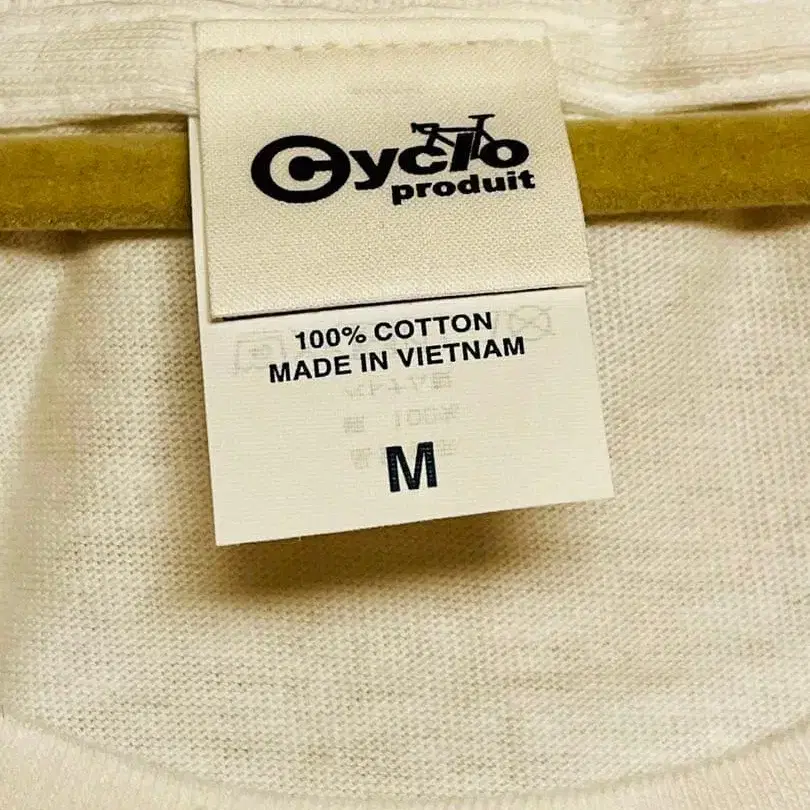 Cyclo
produit
100% COTTON
MADE IN VIETNAM
M